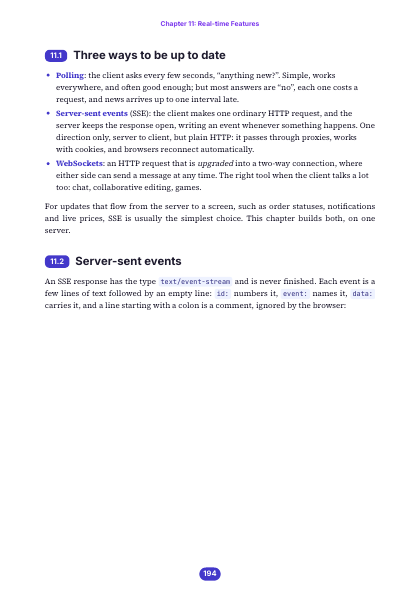 Chapter 11: Real-time Features
11.1 Three ways to be up to date
• Polling: the client asks every few seconds, “anything new?”. Simple, works
everywhere, and often good enough; but most answers are “no”, each one costs a
request, and news arrives up to one interval late.
• Server-sent events (SSE): the client makes one ordinary HTTP request, and the
server keeps the response open, writing an event whenever something happens. One
direction only, server to client, but plain HTTP: it passes through proxies, works
with cookies, and browsers reconnect automatically.
• WebSockets: an HTTP request that is upgraded into a two-way connection, where
either side can send a message at any time. The right tool when the client talks a lot
too: chat, collaborative editing, games.
For updates that flow from the server to a screen, such as order statuses, notifications
and live prices, SSE is usually the simplest choice. This chapter builds both, on one
server.
11.2 Server-sent events
An SSE response has the type text/event-stream and is never finished. Each event is a
few lines of text followed by an empty line: id: numbers it, event: names it, data:
carries it, and a line starting with a colon is a comment, ignored by the browser:
194